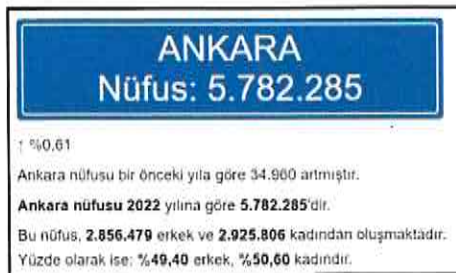 ANKARA
Nüfus: 5.782.285
↑ %0,61
Ankara nüfusu bir önceki yıla göre 34.960 artmıştır.
Ankara nüfusu 2022 yılına göre 5.782.285'dir.
Bu nüfus, 2.856.479 erkek ve 2.925.806 kadından oluşmaktadır.
Yüzde olarak ise: %49,40 erkek, %50,60 kadındır.